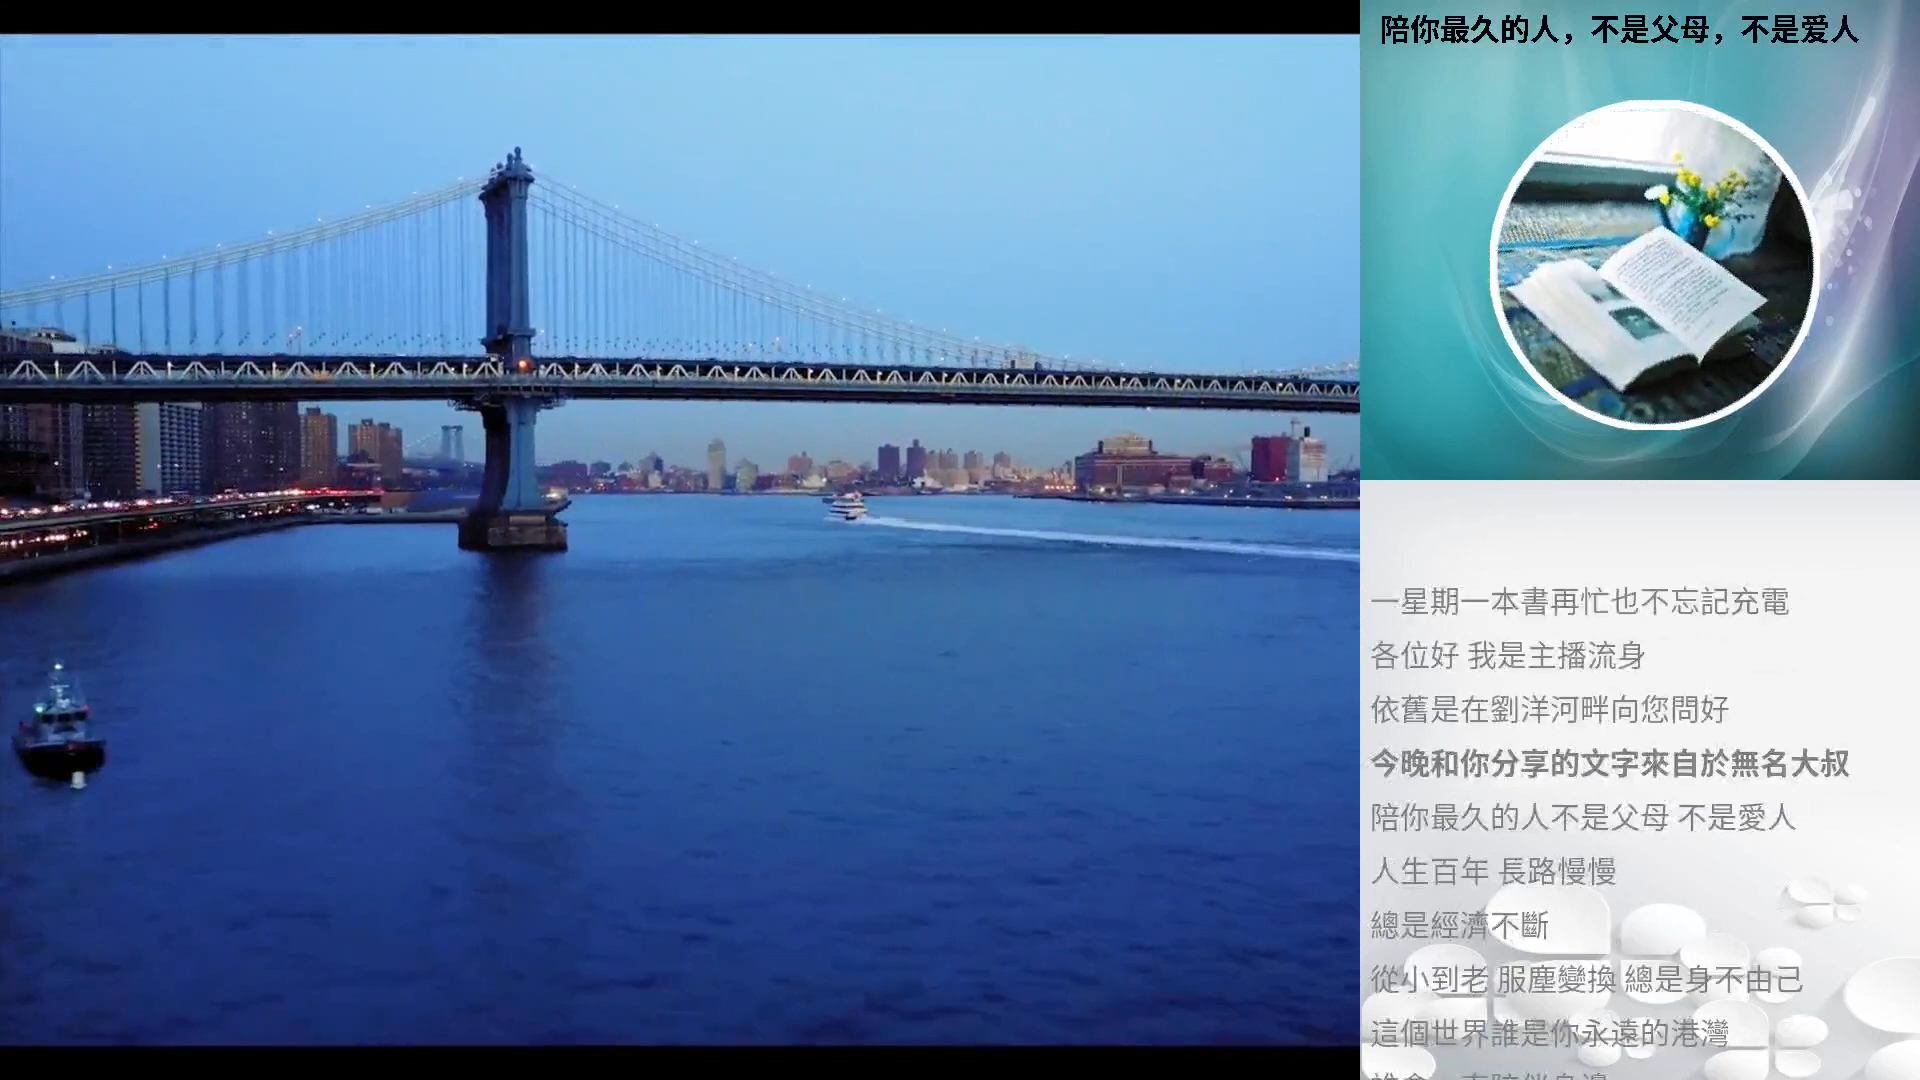 陪你最久的人，不是父母，不是爱人
一星期一本書再忙也不忘記充電
各位好 我是主播流身
依舊是在劉洋河畔向您問好
今晚和你分享的文字來自於無名大叔
陪你最久的人不是父母 不是愛人
人生百年 長路慢慢
總是經濟不斷
從小到老 服塵變換 總是身不由己
這個世界誰是你永遠的港灣